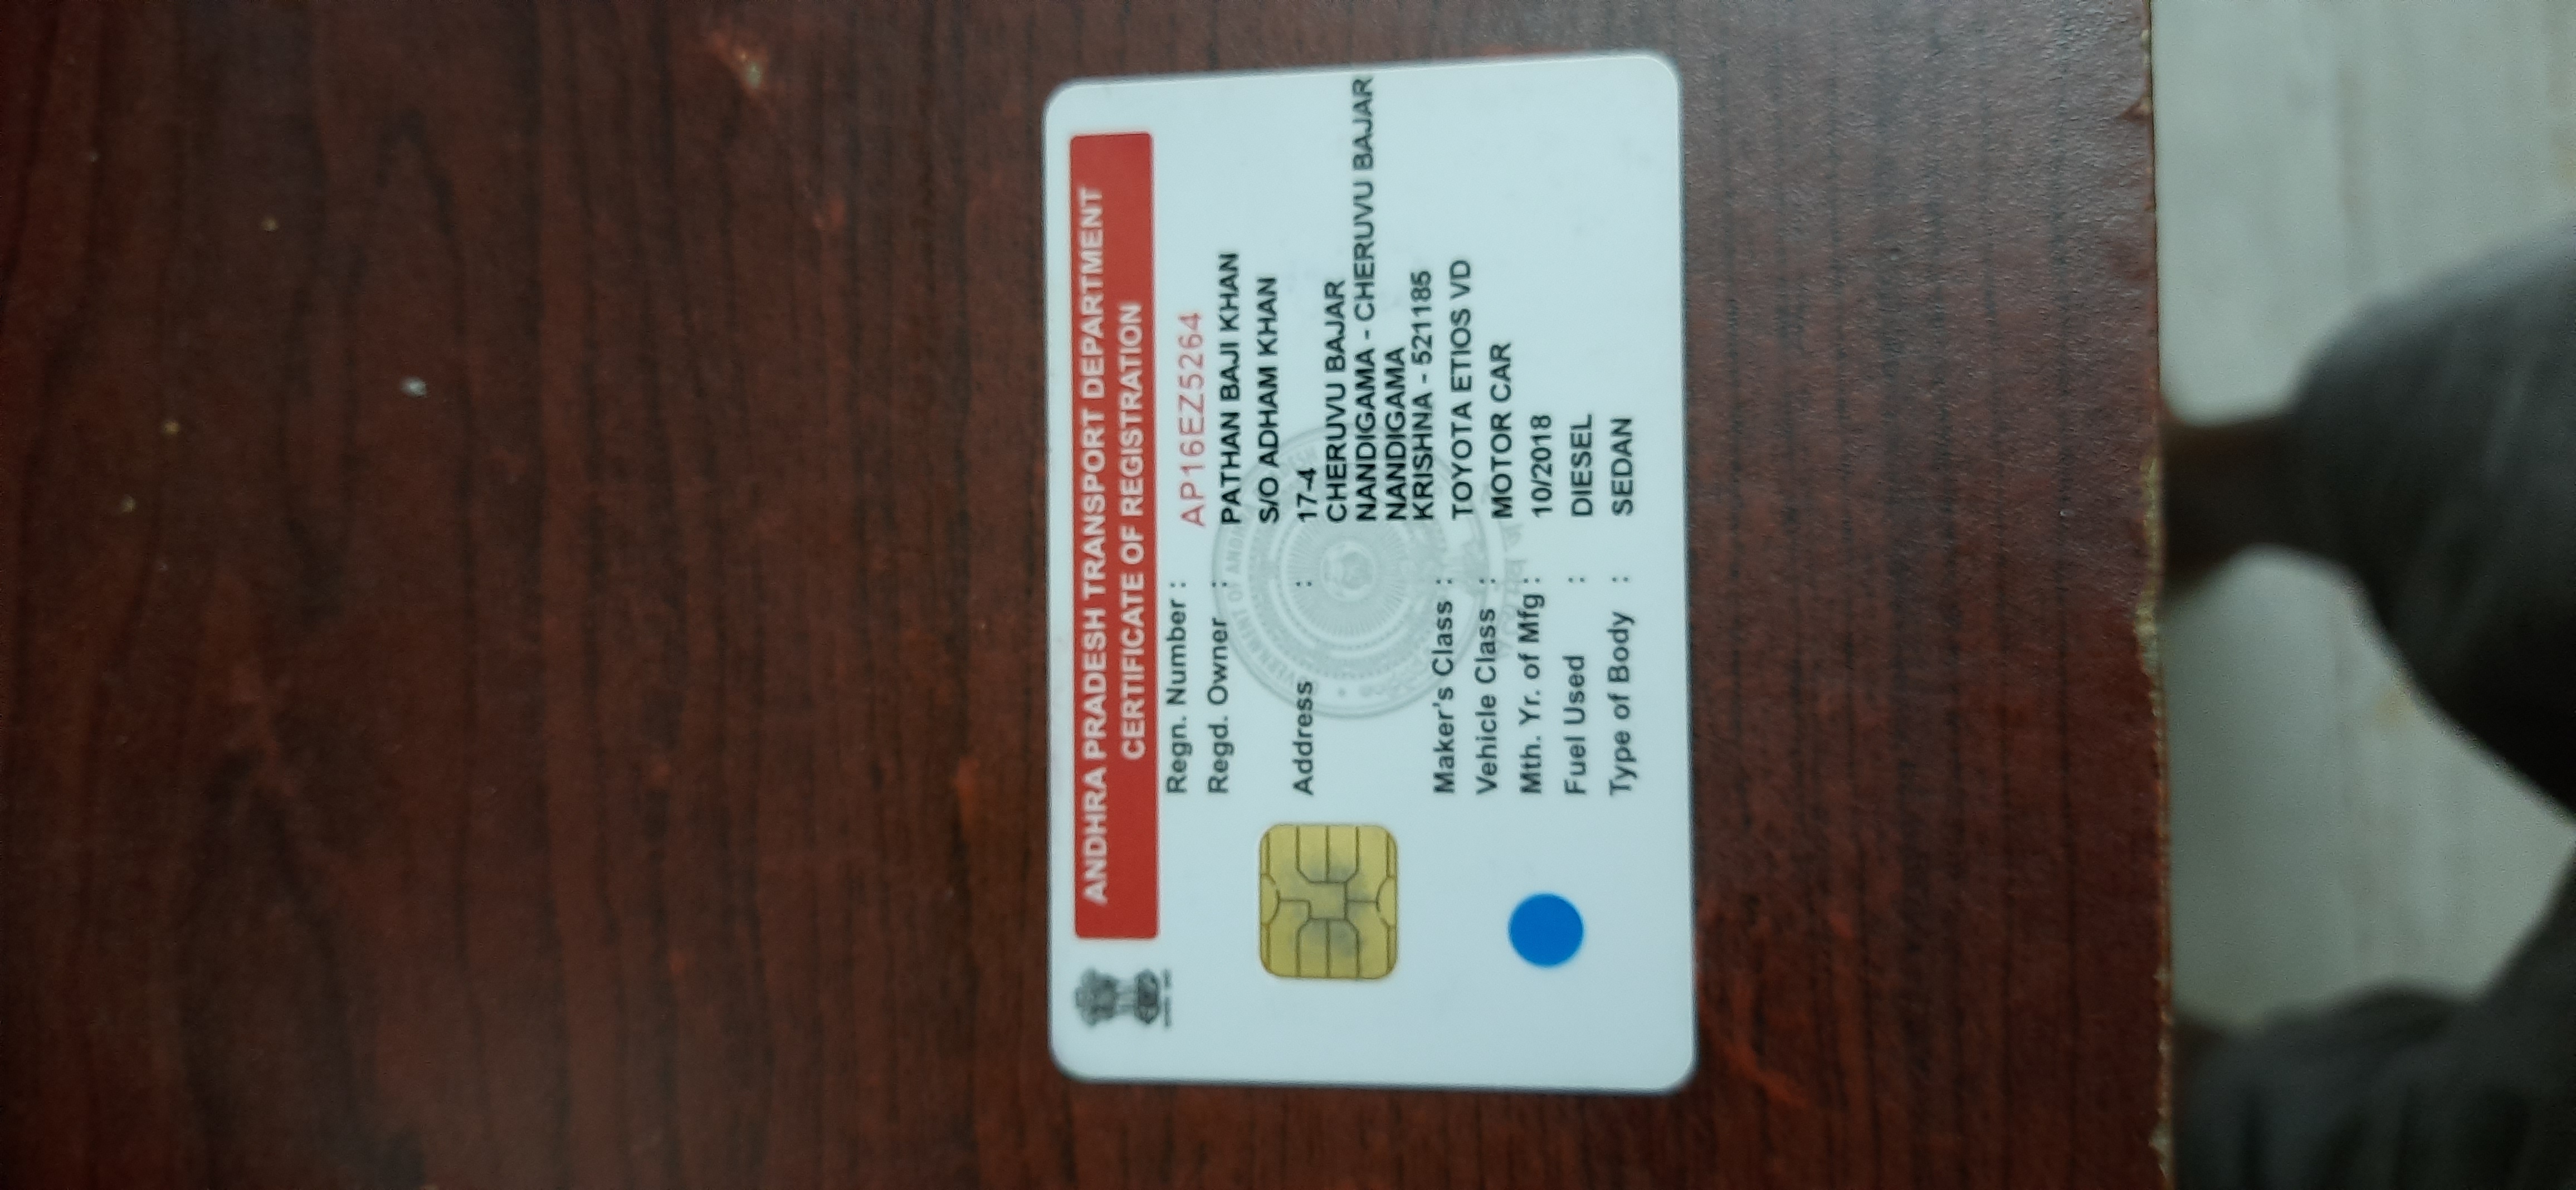 ANDHRA PRADESH TRANSPORT DEPARTMENT
CERTIFICATE OF REGISTRATION
Regn. Number : AP16EZ5264
Regd. Owner : PATHAN BAJI KHAN
S/O ADHAM KHAN
Address : 17-4
CHERUVU BAJAR
NANDIGAMA - CHERUVU BAJAR
NANDIGAMA
KRISHNA - 521185
Maker's Class : TOYOTA ETIOS VD
Vehicle Class : MOTOR CAR
Mth. Yr. of Mfg : 10/2018
Fuel Used : DIESEL
Type of Body : SEDAN